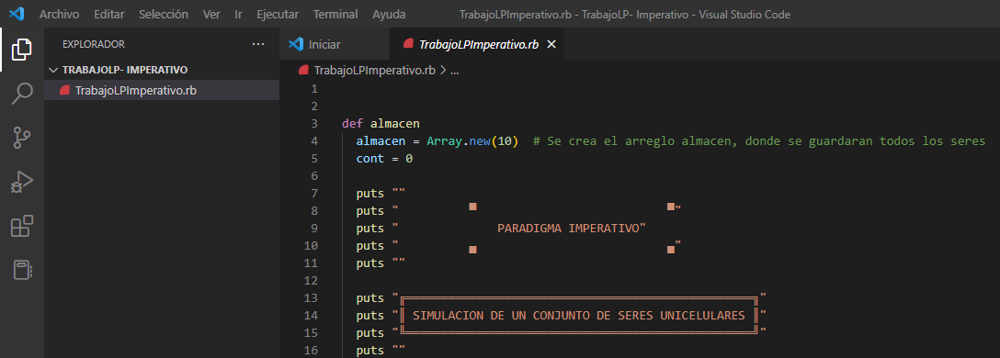 Archivo Editar Selección Ver Ir Ejecutar Terminal Ayuda TrabajoLPImperativo.rb - TrabajoLP- Imperativo - Visual Studio Code
EXPLORADOR ···
TRABAJOLP- IMPERATIVO
TrabajoLPImperativo.rb
Iniciar TrabajoLPImperativo.rb
TrabajoLPImperativo.rb > ...
1
2
3 def almacen
4 almacen = Array.new(10) # Se crea el arreglo almacen, donde se guardaran todos los seres
5 cont = 0
6
7 puts ""
8 puts " ■ ■"
9 puts " PARADIGMA IMPERATIVO"
10 puts " ■ ■"
11 puts ""
12
13 puts "╔═════════════════════════════════════════════════╗"
14 puts "║ SIMULACION DE UN CONJUNTO DE SERES UNICELULARES ║"
15 puts "╚═════════════════════════════════════════════════╝"
16 puts ""